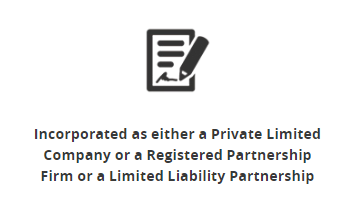 Incorporated as either a Private Limited
Company or a Registered Partnership
Firm or a Limited Liability Partnership